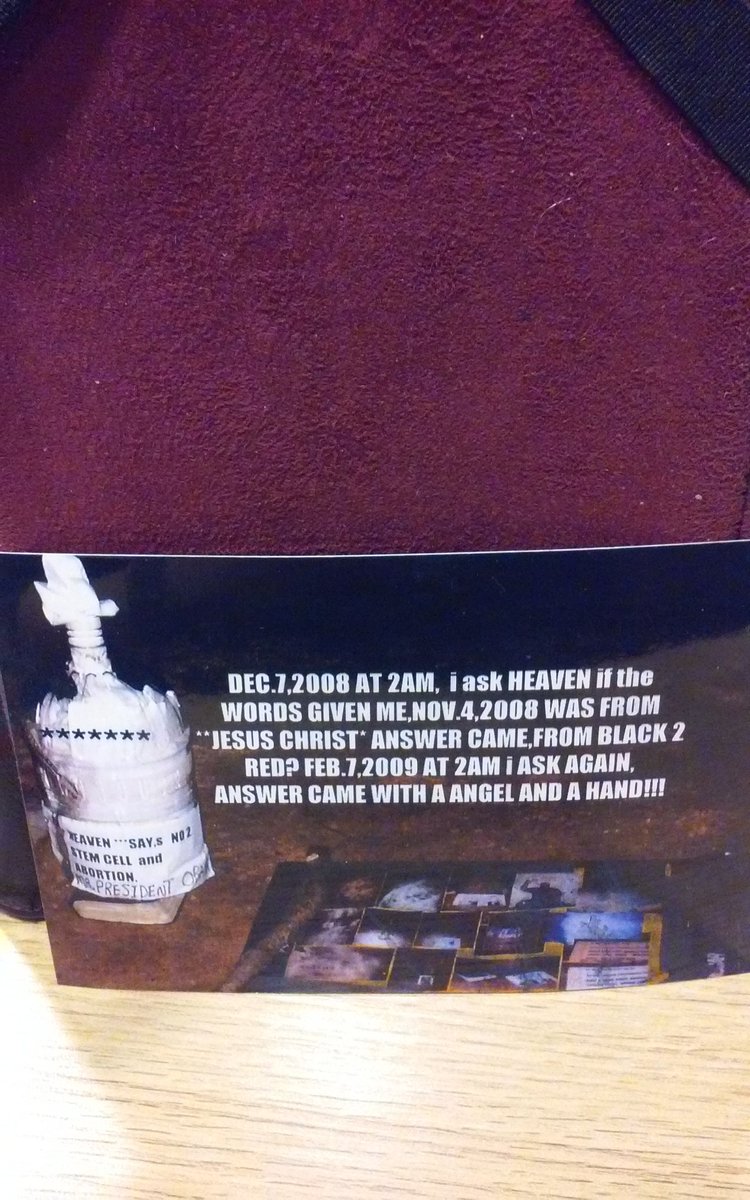 DEC.7,2008 AT 2AM, i ask HEAVEN if the
WORDS GIVEN ME,NOV.4,2008 WAS FROM
**JESUS CHRIST* ANSWER CAME,FROM BLACK 2
RED? FEB.7,2009 AT 2AM i ASK AGAIN,
ANSWER CAME WITH A ANGEL AND A HAND!!!
*******
HEAVEN ***SAY,s NO2
STEM CELL and
ABORTION.
MR.PRESIDENT